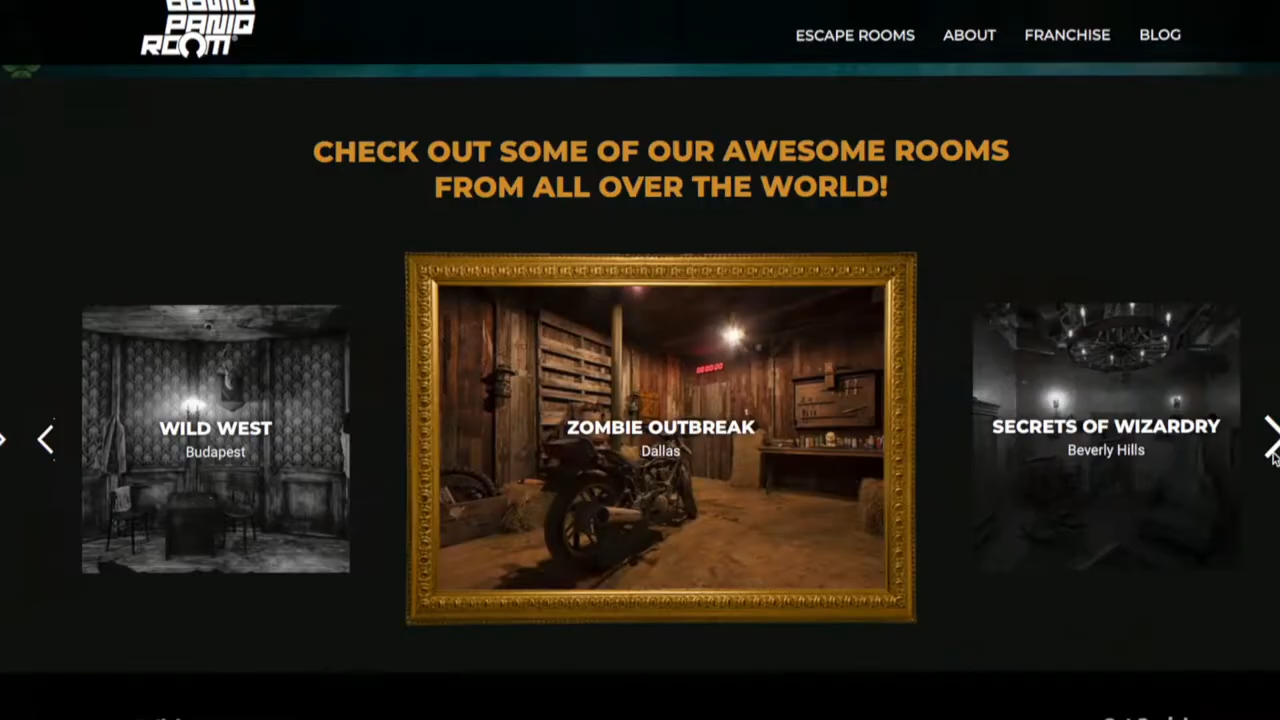 PANIQ
ROOM
ESCAPE ROOMS
ABOUT
FRANCHISE
BLOG
CHECK OUT SOME OF OUR AWESOME ROOMS
FROM ALL OVER THE WORLD!
WILD WEST
Budapest
ZOMBIE OUTBREAK
Dallas
SECRETS OF WIZARDRY
Beverly Hills